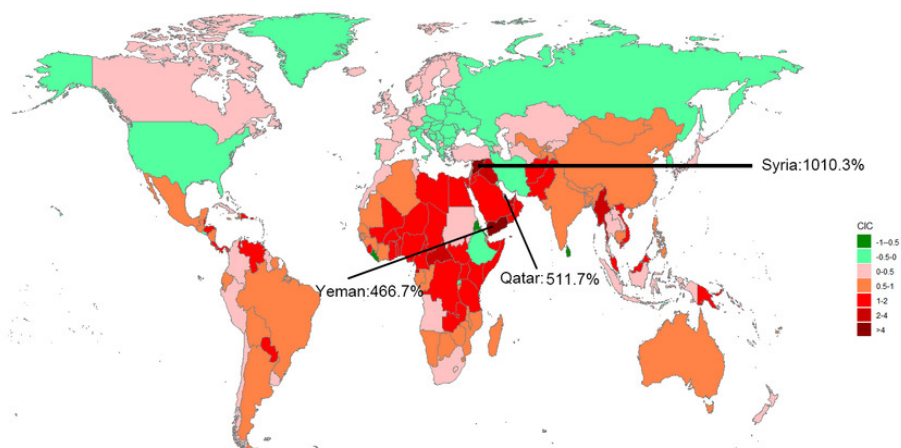 Syria:1010.3%
Yeman:466.7%
Qatar:511.7%
CIC
-1--0.5
-0.5-0
0-0.5
0.5-1
1-2
2-4
>4